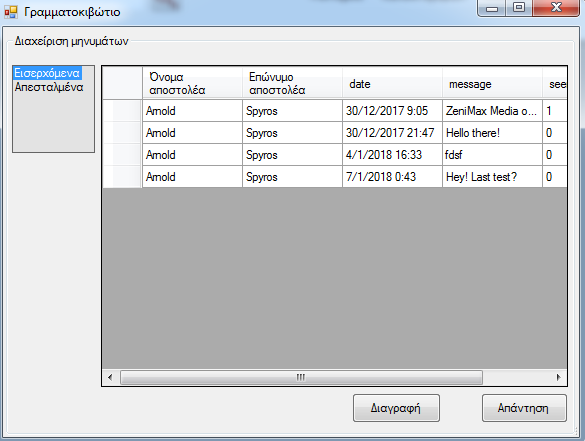 Γραμματοκιβώτιο
Διαχείριση μηνυμάτων
Εισερχόμενα
Απεσταλμένα
Όνομα αποστολέα Επώνυμο αποστολέα date message see
Arnold Spyros 30/12/2017 9:05 ZeniMax Media o... 1
Arnold Spyros 30/12/2017 21:47 Hello there! 0
Arnold Spyros 4/1/2018 16:33 fdsf 0
Arnold Spyros 7/1/2018 0:43 Hey! Last test? 0
Διαγραφή Απάντηση